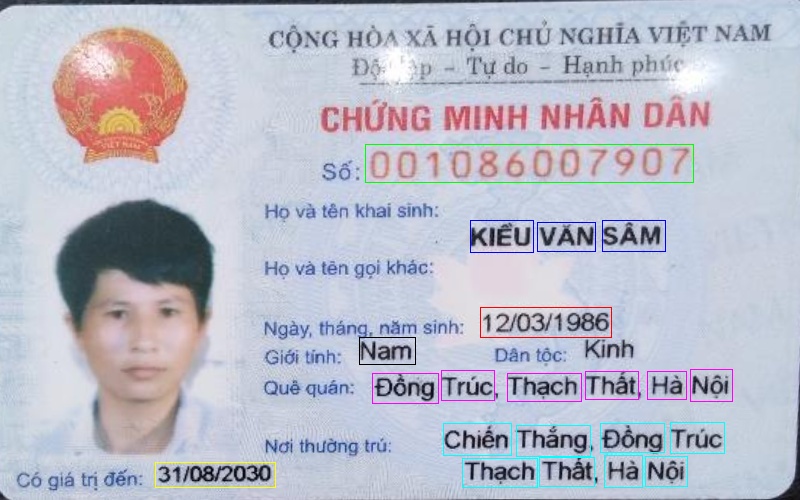 CỘNG HÒA XÃ HỘI CHỦ NGHĨA VIỆT NAM
Độc lập - Tự do - Hạnh phúc
VIỆT NAM
CHỨNG MINH NHÂN DÂN
Số: 001086007907
Họ và tên khai sinh:
KIỀU VĂN SÂM
Họ và tên gọi khác:
Ngày, tháng, năm sinh: 12/03/1986
Giới tính: Nam Dân tộc: Kinh
Quê quán: Đồng Trúc, Thạch Thất, Hà Nội
Nơi thường trú: Chiến Thắng, Đồng Trúc
Thạch Thất, Hà Nội
Có giá trị đến: 31/08/2030